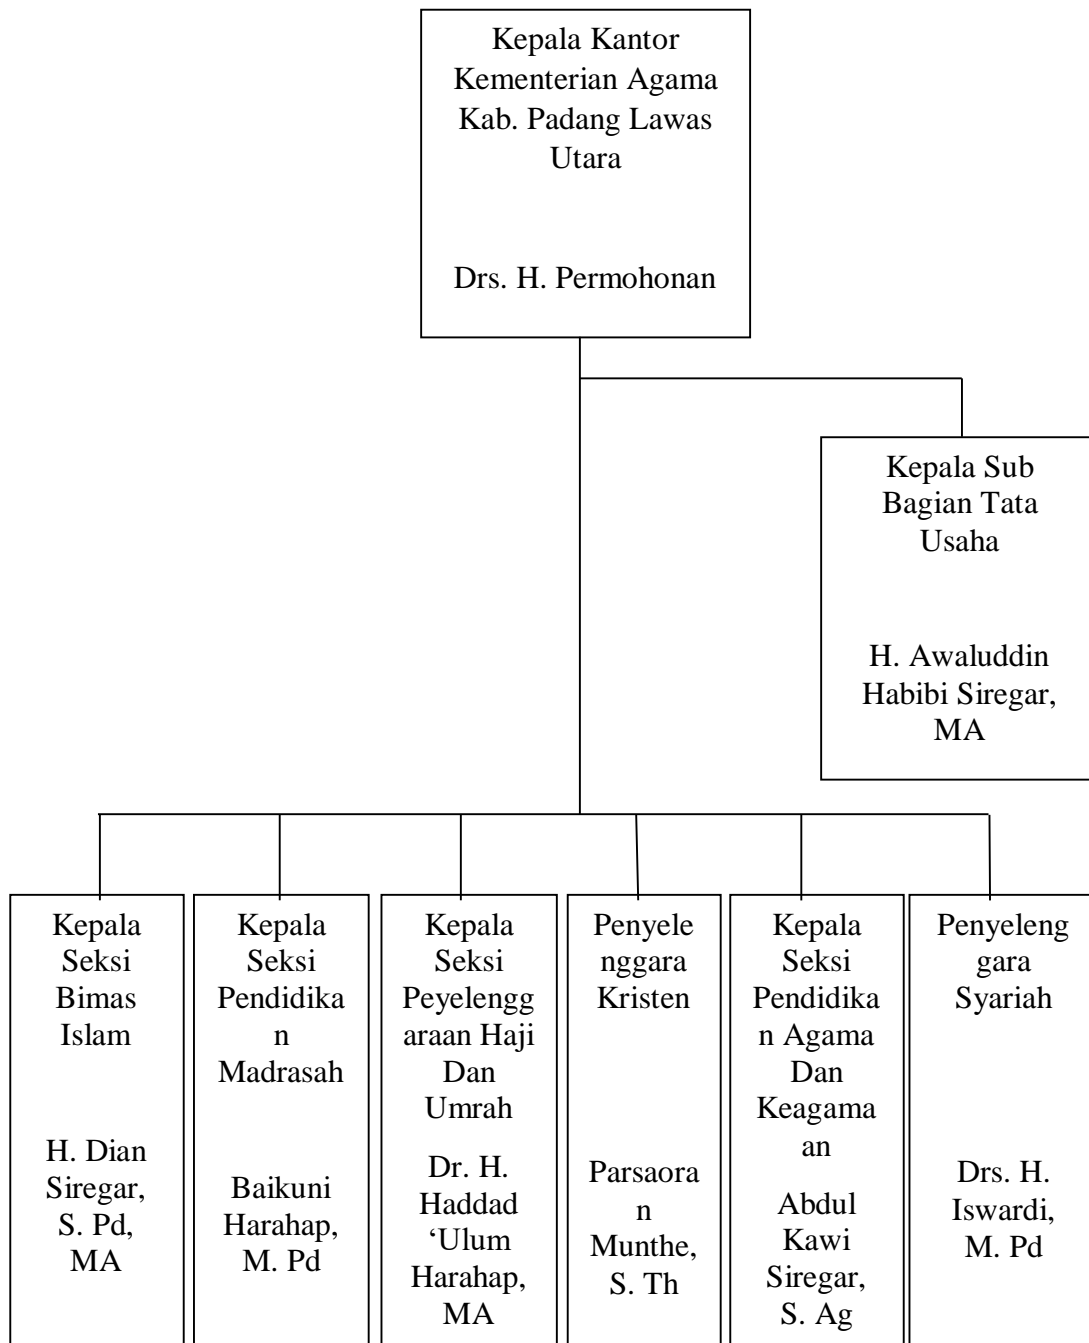 Kepala Kantor
Kementerian Agama
Kab. Padang Lawas
Utara
Drs. H. Permohonan
Kepala Sub
Bagian Tata
Usaha
H. Awaluddin
Habibi Siregar,
MA
Kepala
Seksi
Bimas
Islam
H. Dian
Siregar,
S. Pd,
MA
Kepala
Seksi
Pendidika
n
Madrasah
Baikuni
Harahap,
M. Pd
Kepala
Seksi
Peyelengg
araan Haji
Dan
Umrah
Dr. H.
Haddad
‘Ulum
Harahap,
MA
Penyele
nggara
Kristen
Parsaora
n
Munthe,
S. Th
Kepala
Seksi
Pendidika
n Agama
Dan
Keagama
an
Abdul
Kawi
Siregar,
S. Ag
Penyeleng
gara
Syariah
Drs. H.
Iswardi,
M. Pd